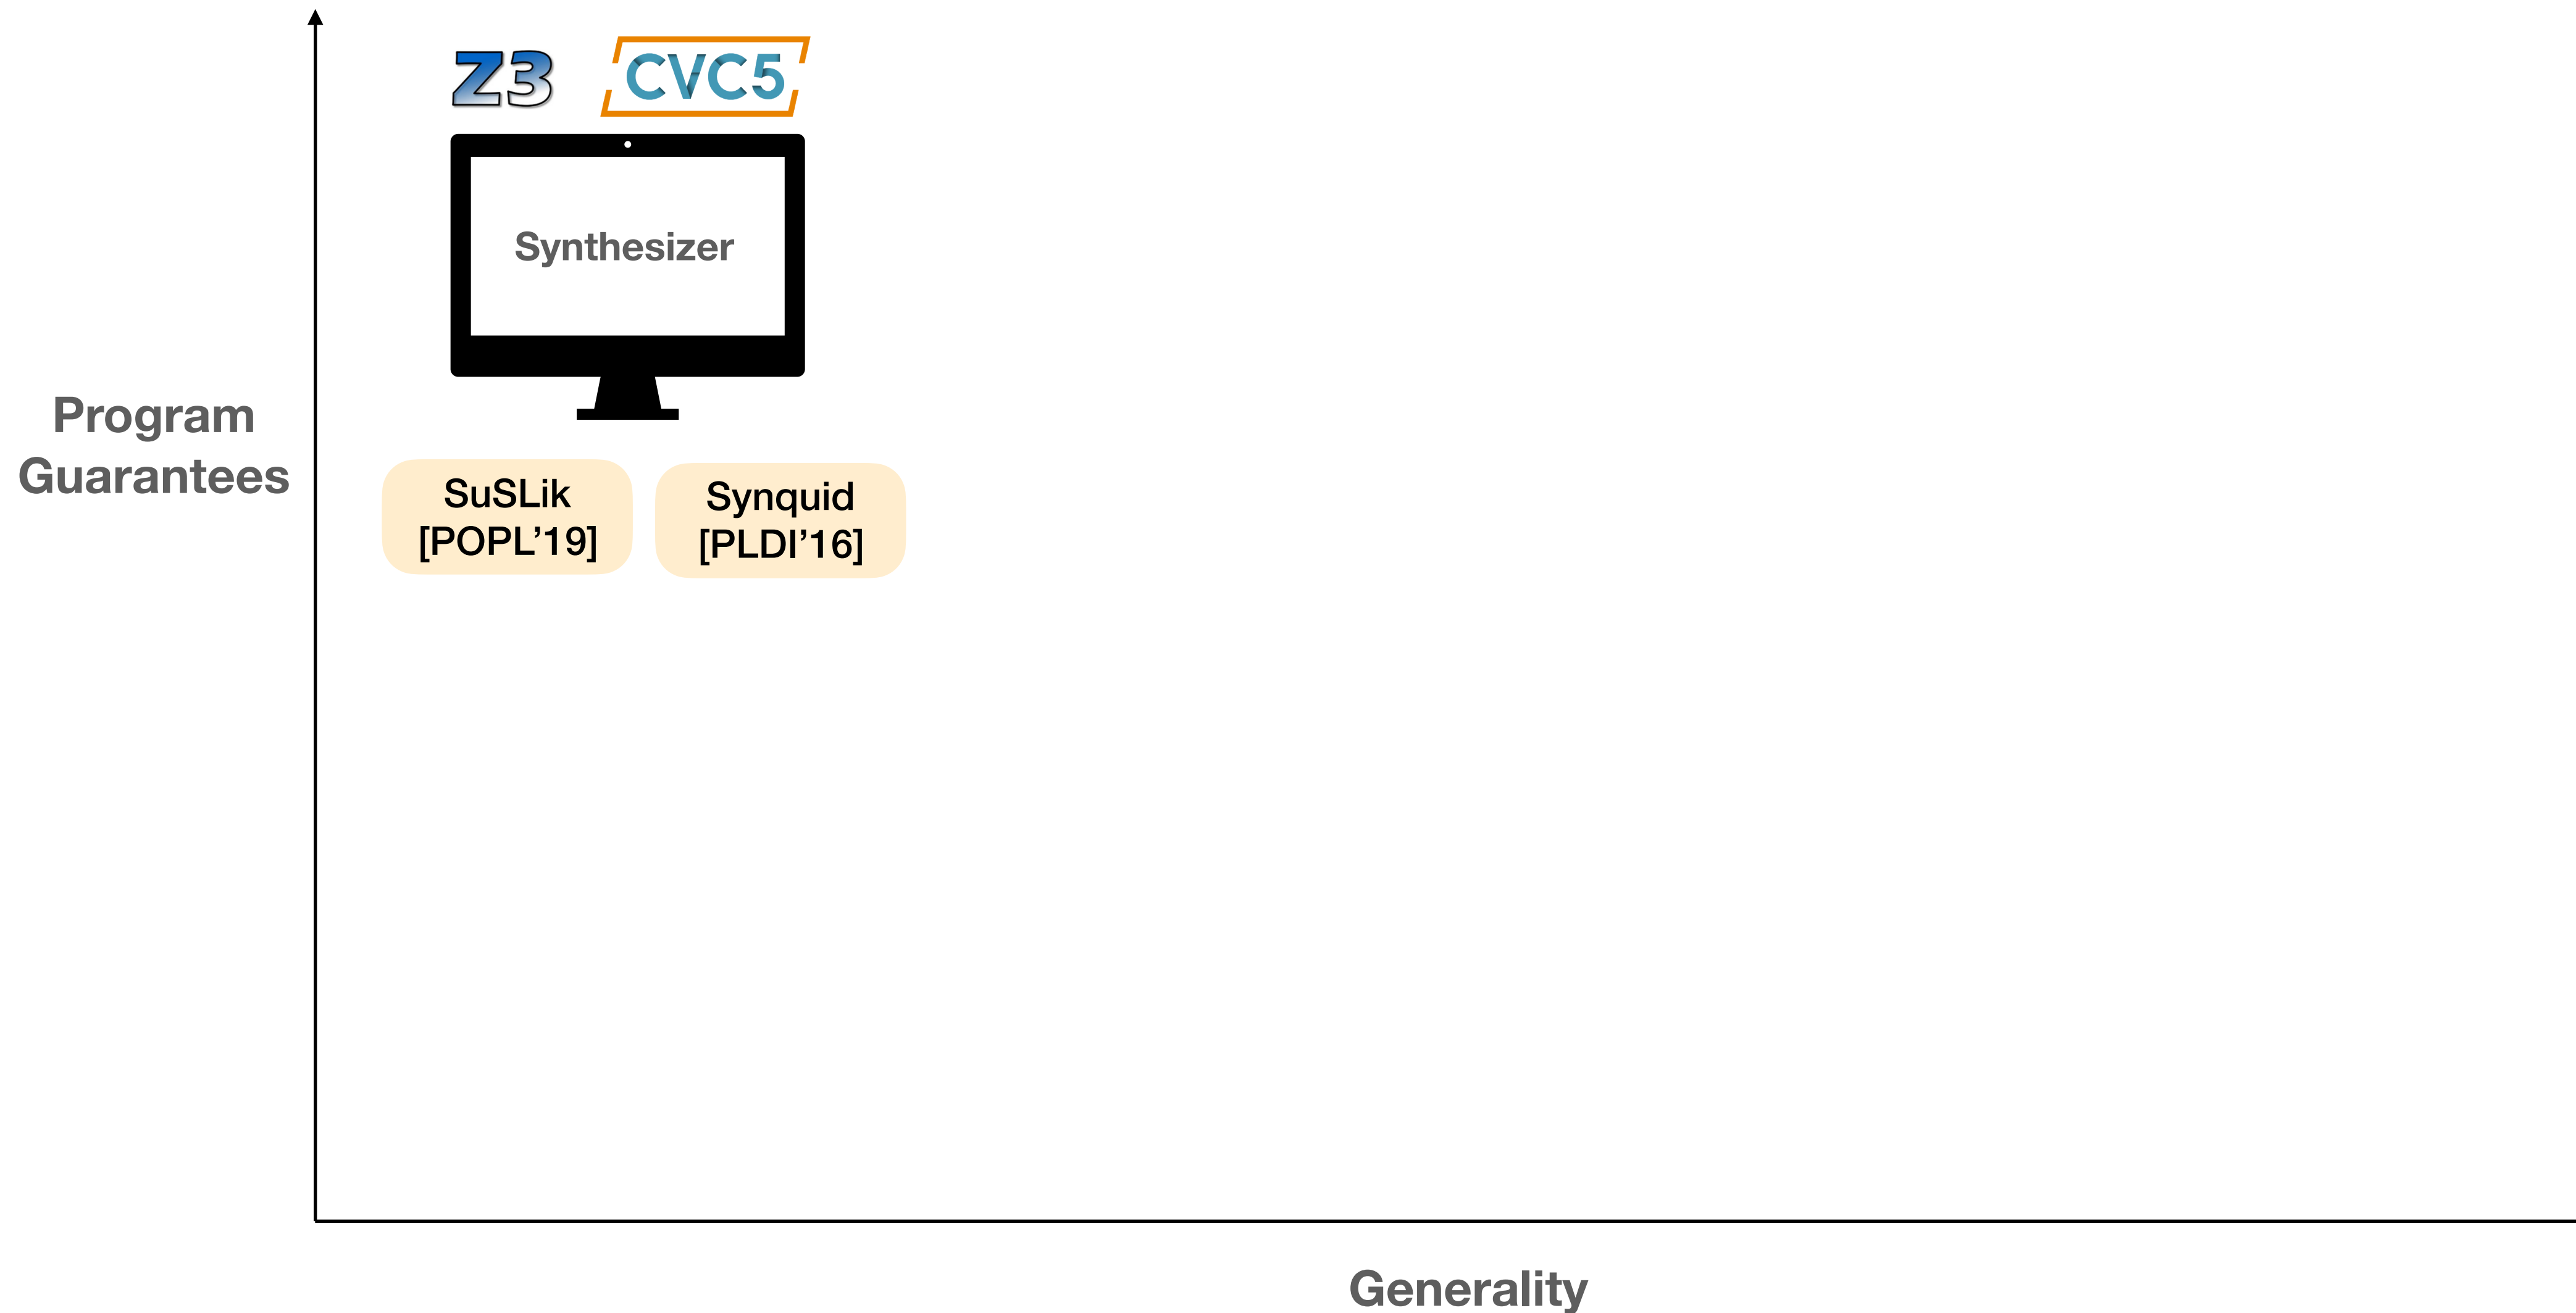 Z3
CVC5
Synthesizer
Program
Guarantees
SuSLik
[POPL’19]
Synquid
[PLDI’16]
Generality